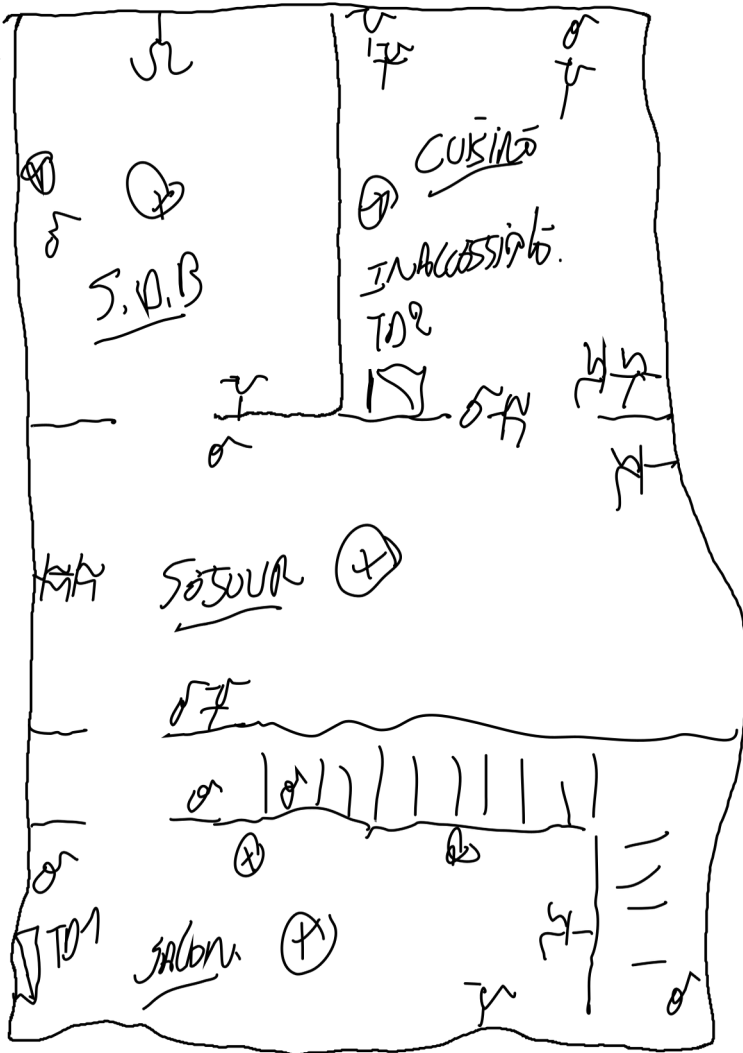 CUISINE
INACCESSIBLE.
TD2
S.D.B
SEJOUR
TD1
SALON.